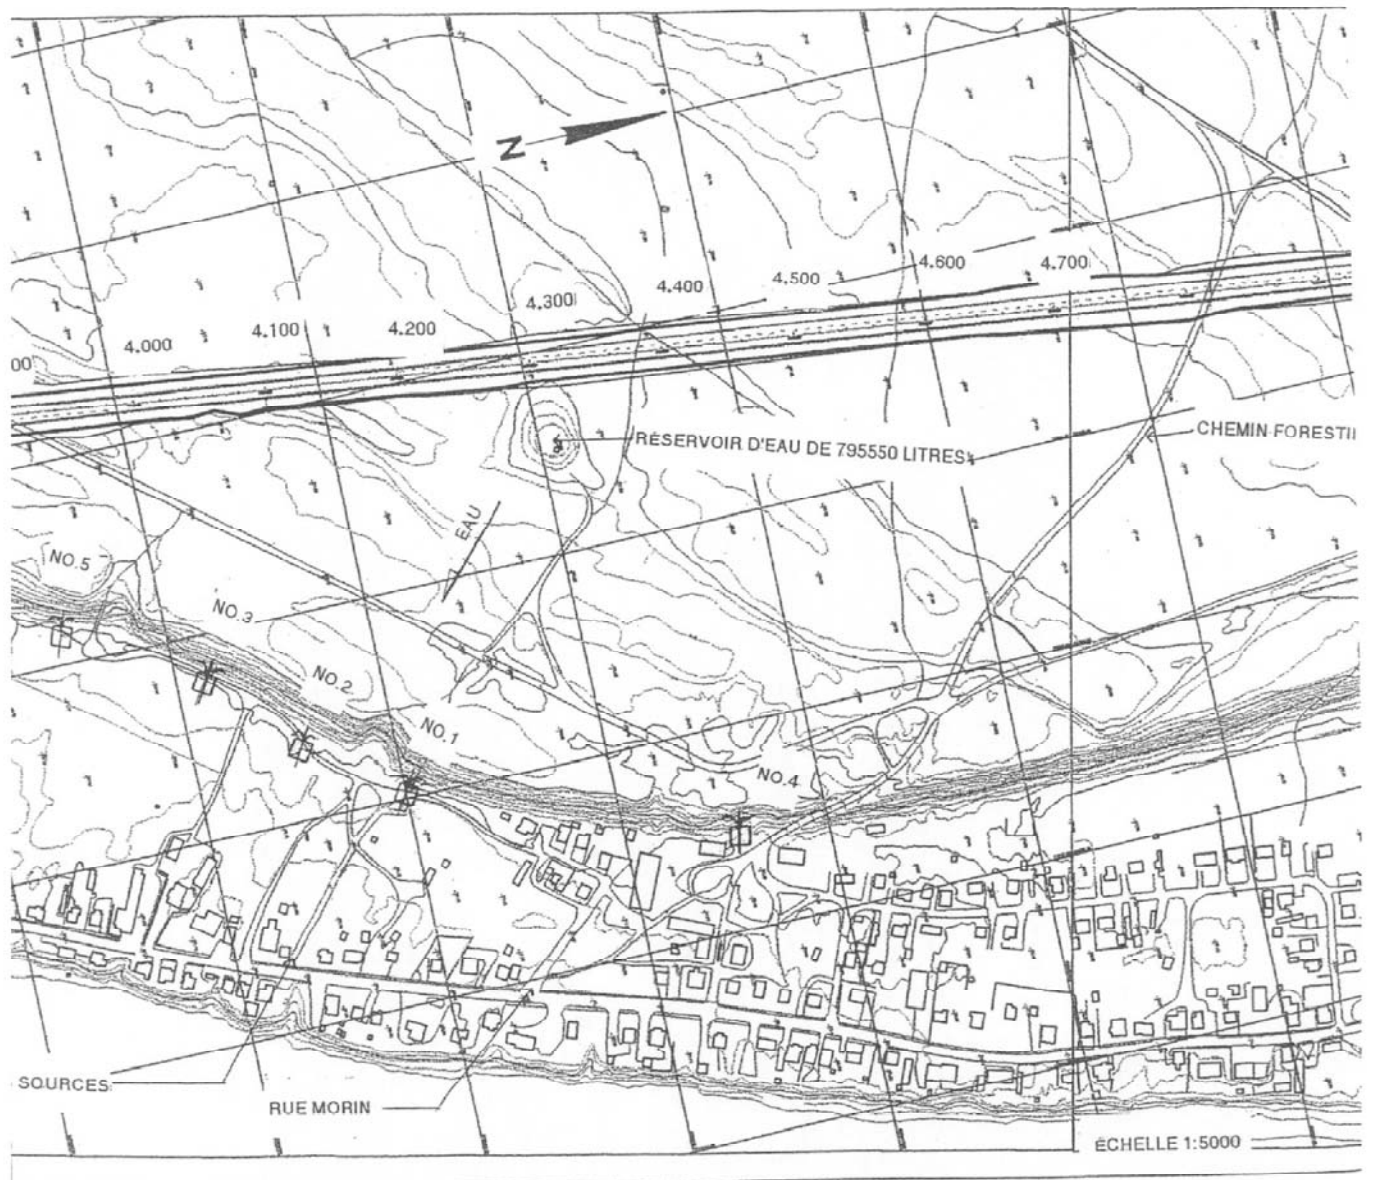 N
4.600
4.700
4.500
4.400
4.300
4.200
4.100
4.000
00
RÉSERVOIR D'EAU DE 795550 LITRES
CHEMIN FORESTI
EAU
NO.5
NO.3
NO.2
NO.1
NO.4
SOURCES
RUE MORIN
ÉCHELLE 1:5000